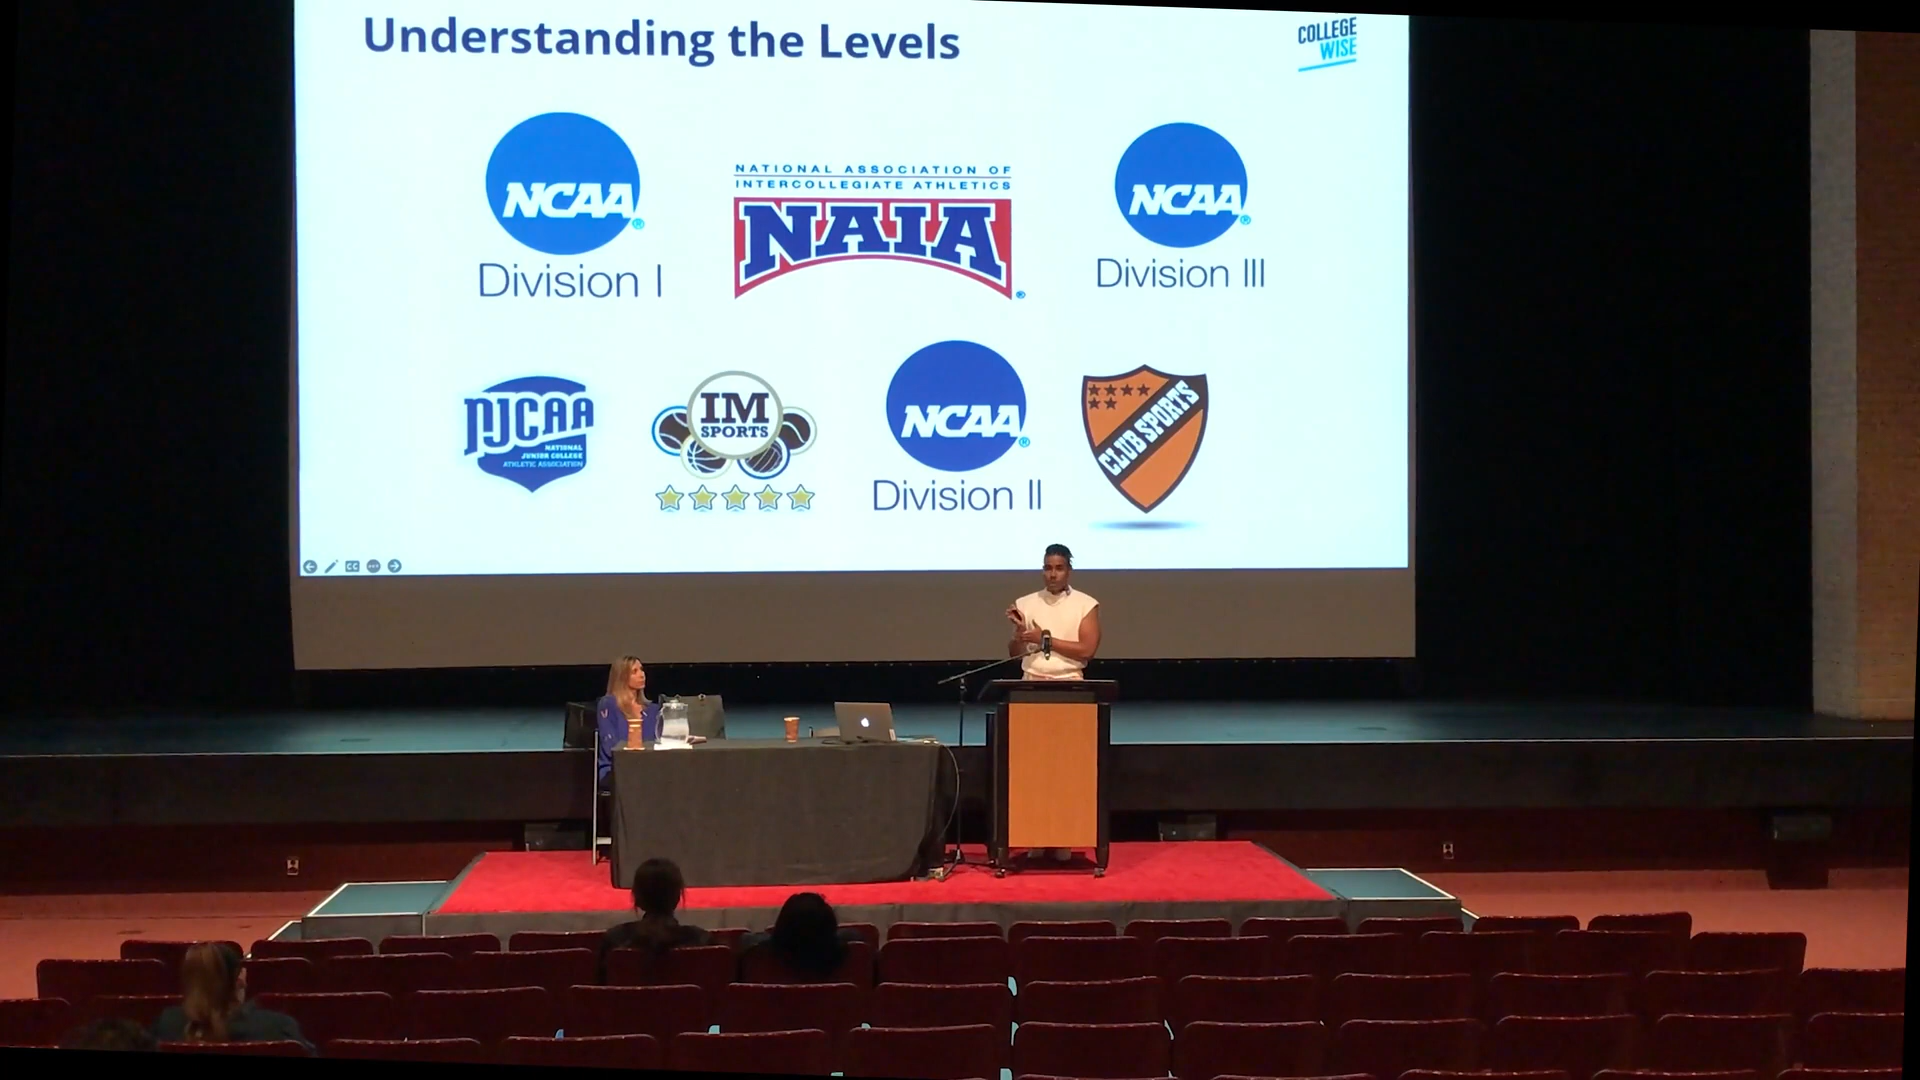 Understanding the Levels
COLLEGE
WISE
NCAA®
Division I
NATIONAL ASSOCIATION OF
INTERCOLLEGIATE ATHLETICS
NAIA®
NCAA®
Division III
NJCAA
NATIONAL
JUNIOR COLLEGE
ATHLETIC ASSOCIATION
IM
SPORTS
NCAA®
Division II
CLUB SPORTS
CC